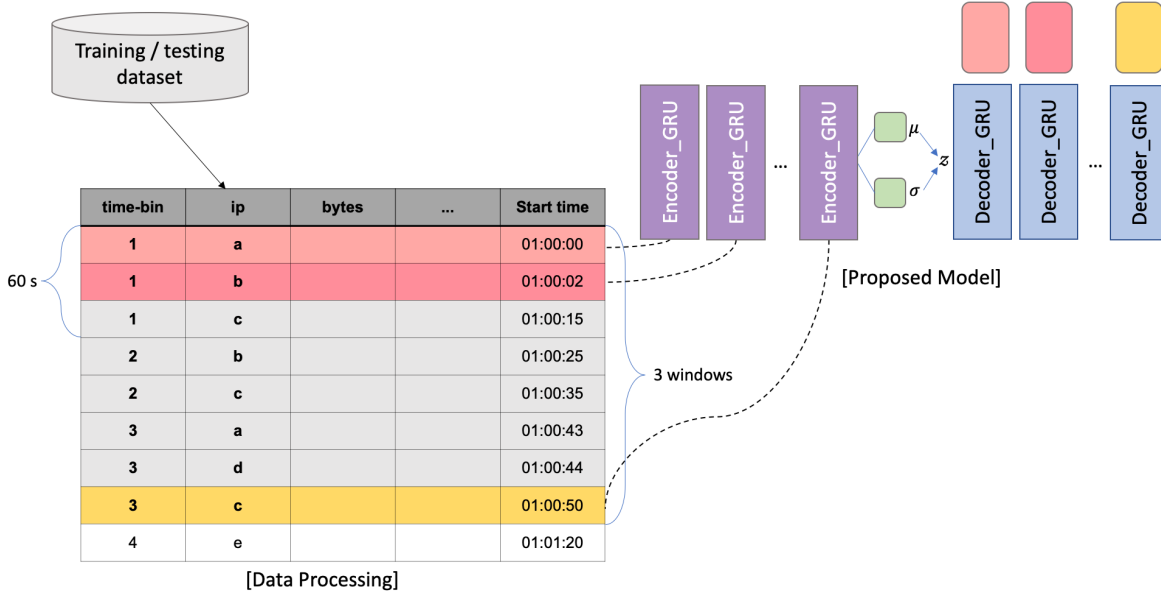 Training / testing
dataset
time-bin ip bytes ... Start time
1 a 01:00:00
1 b 01:00:02
1 c 01:00:15
2 b 01:00:25
2 c 01:00:35
3 a 01:00:43
3 d 01:00:44
3 c 01:00:50
4 e 01:01:20
60 s
3 windows
[Data Processing]
Encoder_GRU
Encoder_GRU
...
Encoder_GRU
μ
σ
z
Decoder_GRU
Decoder_GRU
...
Decoder_GRU
[Proposed Model]